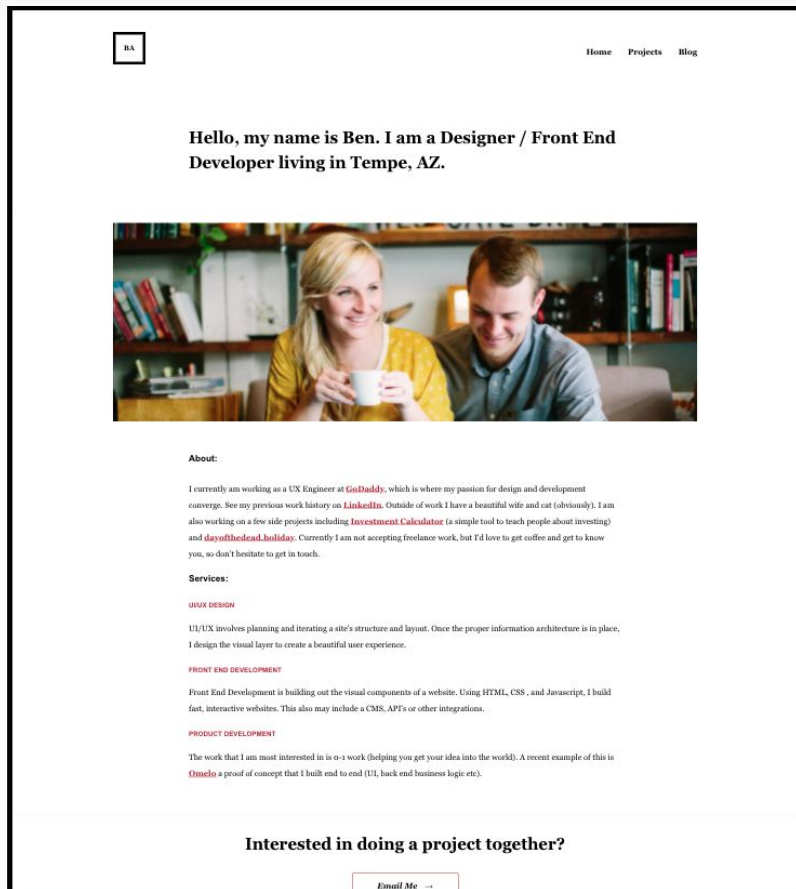 BA
Home Projects Blog
Hello, my name is Ben. I am a Designer / Front End
Developer living in Tempe, AZ.
About:
I currently am working as a UX Engineer at GoDaddy, which is where my passion for design and development
converge. See my previous work history on LinkedIn. Outside of work I have a beautiful wife and cat (obviously). I am
also working on a few side projects including Investment Calculator (a simple tool to teach people about investing)
and dayofthedead.holiday. Currently I am not accepting freelance work, but I'd love to get coffee and get to know
you, so don't hesitate to get in touch.
Services:
UI/UX DESIGN
UI/UX involves planning and iterating a site's structure and layout. Once the proper information architecture is in place,
I design the visual layer to create a beautiful user experience.
FRONT END DEVELOPMENT
Front End Development is building out the visual components of a website. Using HTML, CSS , and Javascript, I build
fast, interactive websites. This also may include a CMS, API's or other integrations.
PRODUCT DEVELOPMENT
The work that I am most interested in is 0-1 work (helping you get your idea into the world). A recent example of this is
Omelo a proof of concept that I built end to end (UI, back end business logic etc).
Interested in doing a project together?
Email Me →